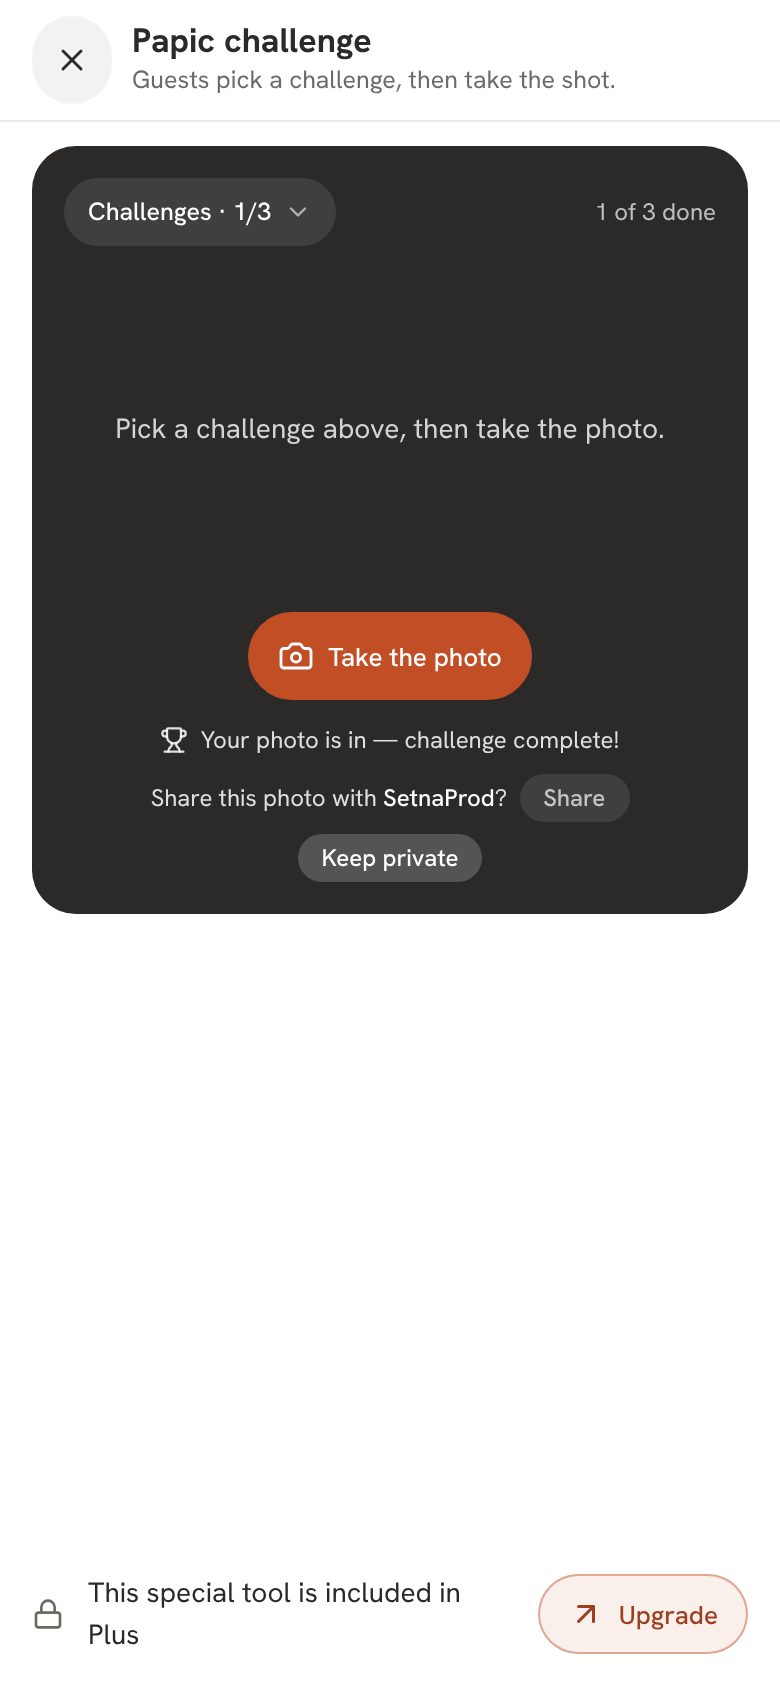 Papic challenge
Guests pick a challenge, then take the shot.
Challenges · 1/3
1 of 3 done
Pick a challenge above, then take the photo.
Take the photo
Your photo is in — challenge complete!
Share this photo with SetnaProd? Share
Keep private
This special tool is included in
Plus
Upgrade